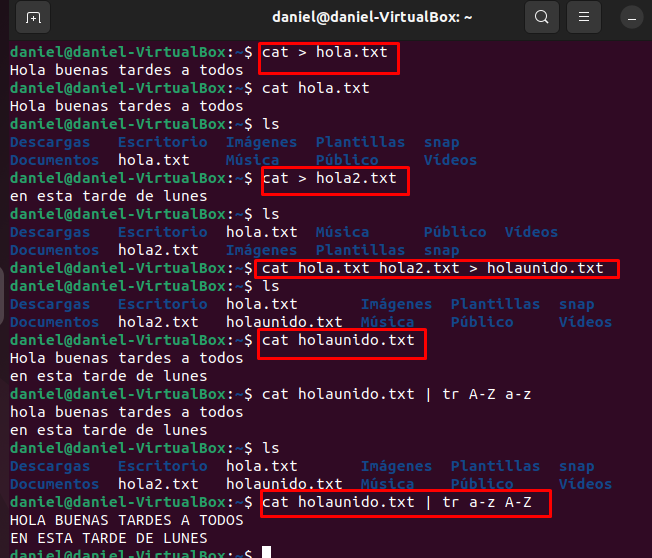 daniel@daniel-VirtualBox: ~
daniel@daniel-VirtualBox:~$ cat > hola.txt
Hola buenas tardes a todos
daniel@daniel-VirtualBox:~$ cat hola.txt
Hola buenas tardes a todos
daniel@daniel-VirtualBox:~$ ls
Descargas Escritorio Imágenes Plantillas snap
Documentos hola.txt Música Público Vídeos
daniel@daniel-VirtualBox:~$ cat > hola2.txt
en esta tarde de lunes
daniel@daniel-VirtualBox:~$ ls
Descargas Escritorio hola.txt Música Público Vídeos
Documentos hola2.txt Imágenes Plantillas snap
daniel@daniel-VirtualBox:~$ cat hola.txt hola2.txt > holaunido.txt
daniel@daniel-VirtualBox:~$ ls
Descargas Escritorio hola.txt Imágenes Plantillas snap
Documentos hola2.txt holaunido.txt Música Público Vídeos
daniel@daniel-VirtualBox:~$ cat holaunido.txt
Hola buenas tardes a todos
en esta tarde de lunes
daniel@daniel-VirtualBox:~$ cat holaunido.txt | tr A-Z a-z
hola buenas tardes a todos
en esta tarde de lunes
daniel@daniel-VirtualBox:~$ ls
Descargas Escritorio hola.txt Imágenes Plantillas snap
Documentos hola2.txt holaunido.txt Música Público Vídeos
daniel@daniel-VirtualBox:~$ cat holaunido.txt | tr a-z A-Z
HOLA BUENAS TARDES A TODOS
EN ESTA TARDE DE LUNES
daniel@daniel-VirtualBox:~$